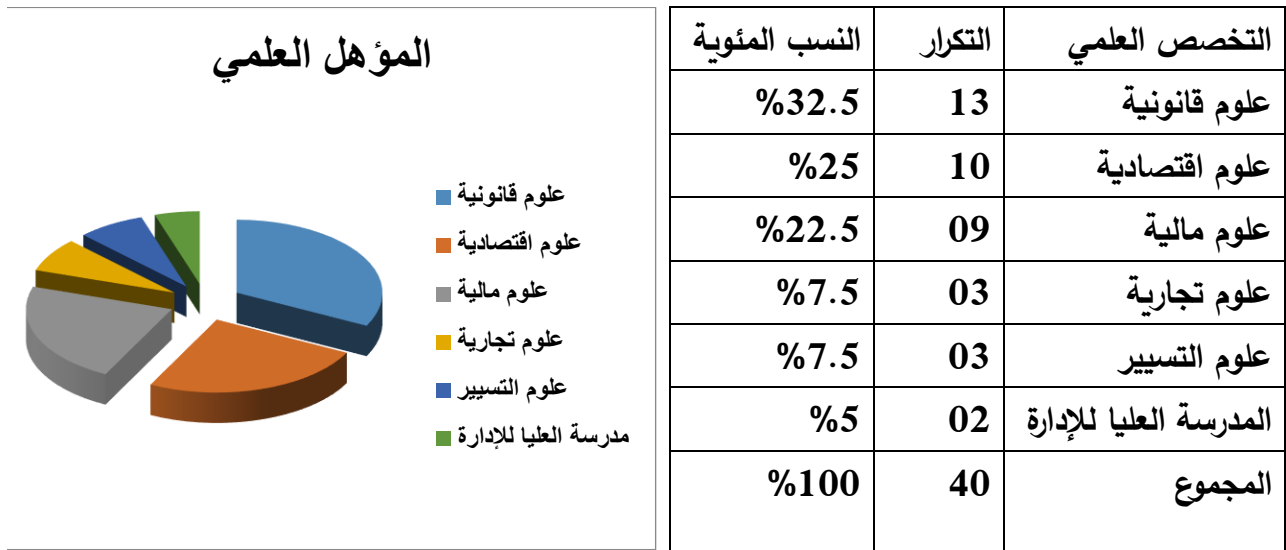 التخصص العلمي التكرار النسب المئوية
علوم قانونية 13 %32.5
علوم اقتصادية 10 %25
علوم مالية 09 %22.5
علوم تجارية 03 %7.5
علوم التسيير 03 %7.5
المدرسة العليا للإدارة 02 %5
المجموع 40 %100
المؤهل العلمي
علوم قانونية
علوم اقتصادية
علوم مالية
علوم تجارية
علوم التسيير
مدرسة العليا للإدارة